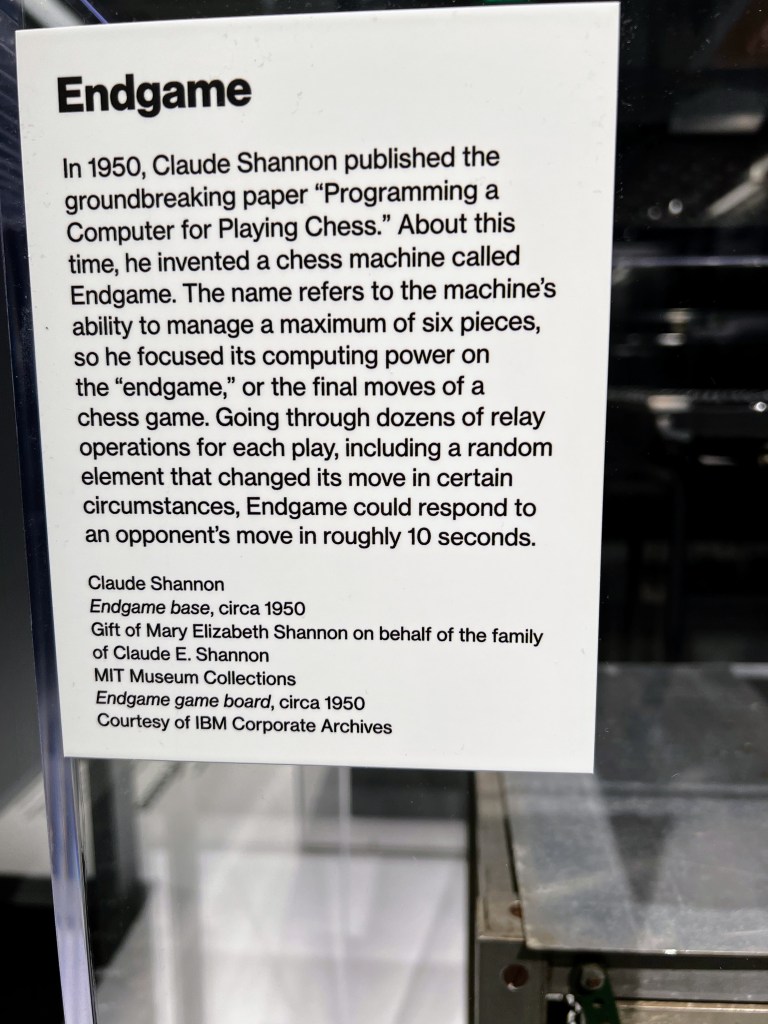 Endgame
In 1950, Claude Shannon published the
groundbreaking paper “Programming a
Computer for Playing Chess.” About this
time, he invented a chess machine called
Endgame. The name refers to the machine’s
ability to manage a maximum of six pieces,
so he focused its computing power on
the “endgame,” or the final moves of a
chess game. Going through dozens of relay
operations for each play, including a random
element that changed its move in certain
circumstances, Endgame could respond to
an opponent’s move in roughly 10 seconds.
Claude Shannon
Endgame base, circa 1950
Gift of Mary Elizabeth Shannon on behalf of the family
of Claude E. Shannon
MIT Museum Collections
Endgame game board, circa 1950
Courtesy of IBM Corporate Archives